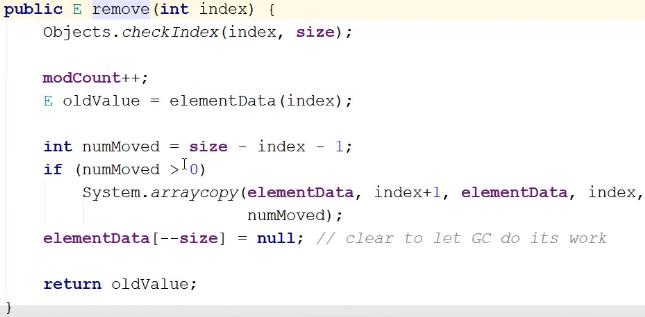 public E remove(int index) {
Objects.checkIndex(index, size);
modCount++;
E oldValue = elementData(index);
int numMoved = size - index - 1;
if (numMoved > 0)
System.arraycopy(elementData, index+1, elementData, index,
numMoved);
elementData[--size] = null; // clear to let GC do its work
return oldValue;
}